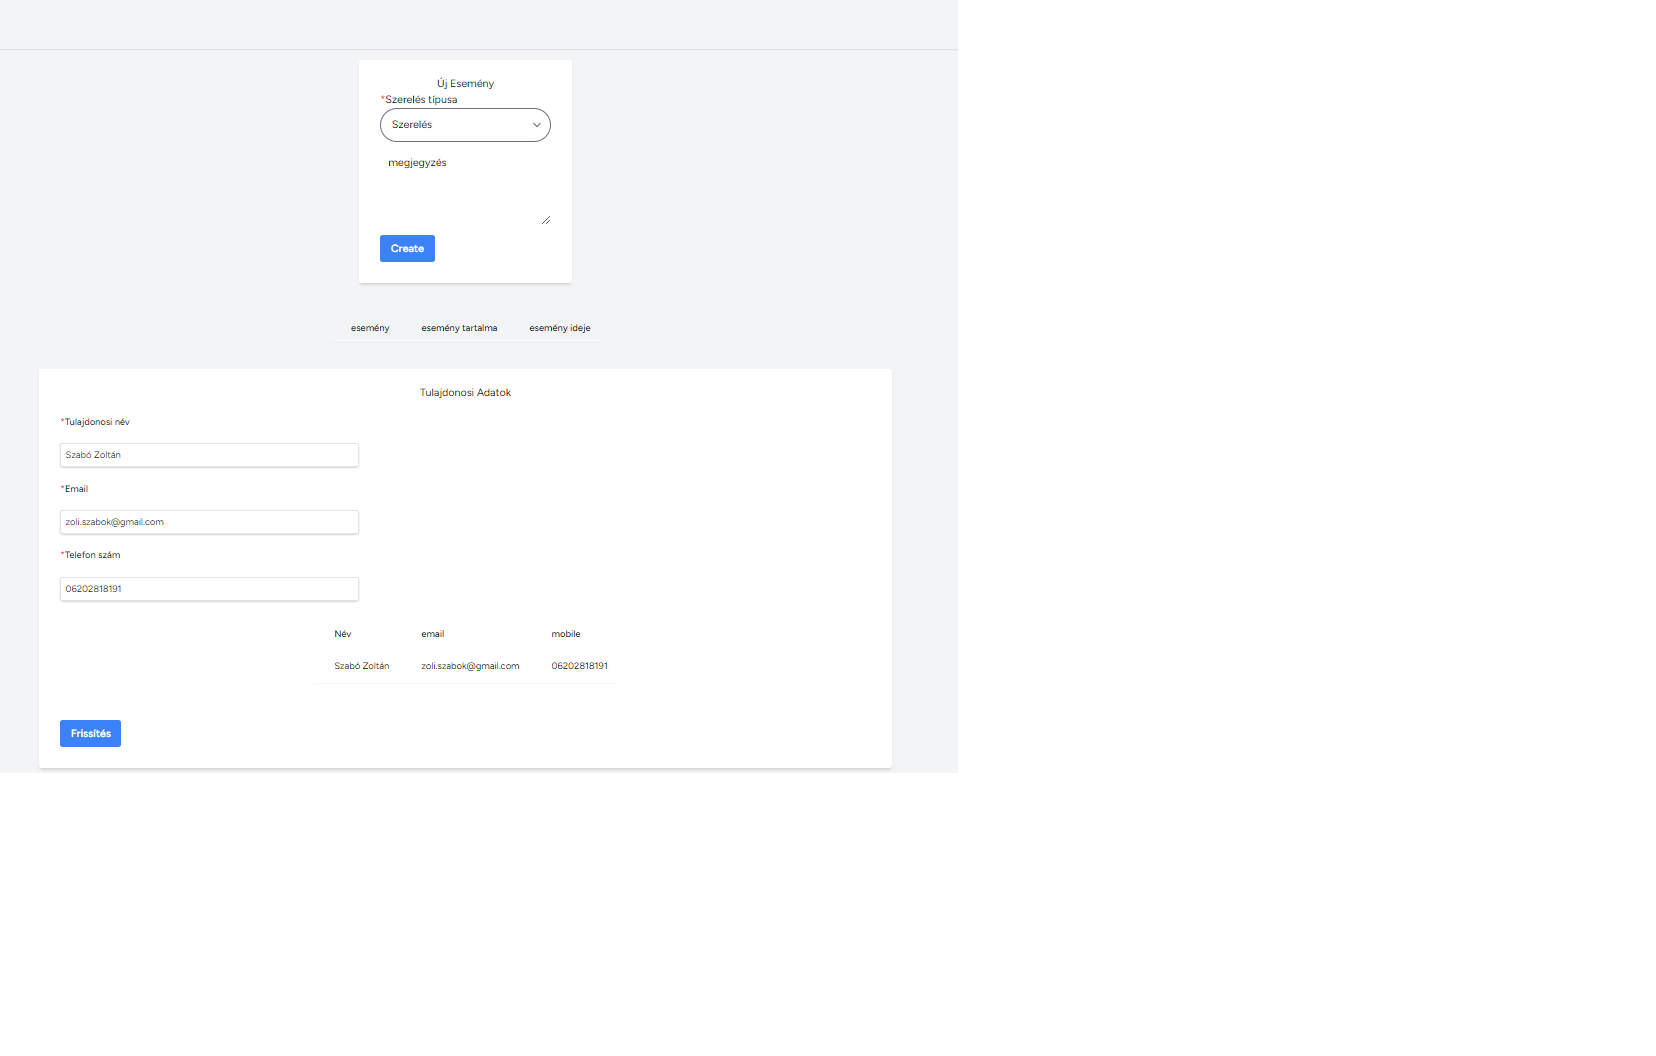 Új Esemény
*Szerelés típusa
Szerelés
megjegyzés
Create
esemény esemény tartalma esemény ideje
Tulajdonosi Adatok
*Tulajdonosi név
Szabó Zoltán
*Email
zoli.szabok@gmail.com
*Telefon szám
06202818191
Név email mobile
Szabó Zoltán zoli.szabok@gmail.com 06202818191
Frissítés